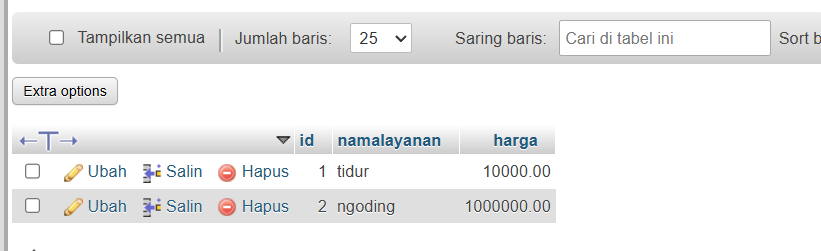 Tampilkan semua Jumlah baris: 25 Saring baris: Cari di tabel ini Sort b
Extra options
id namalayanan harga
Ubah Salin Hapus 1 tidur 10000.00
Ubah Salin Hapus 2 ngoding 1000000.00